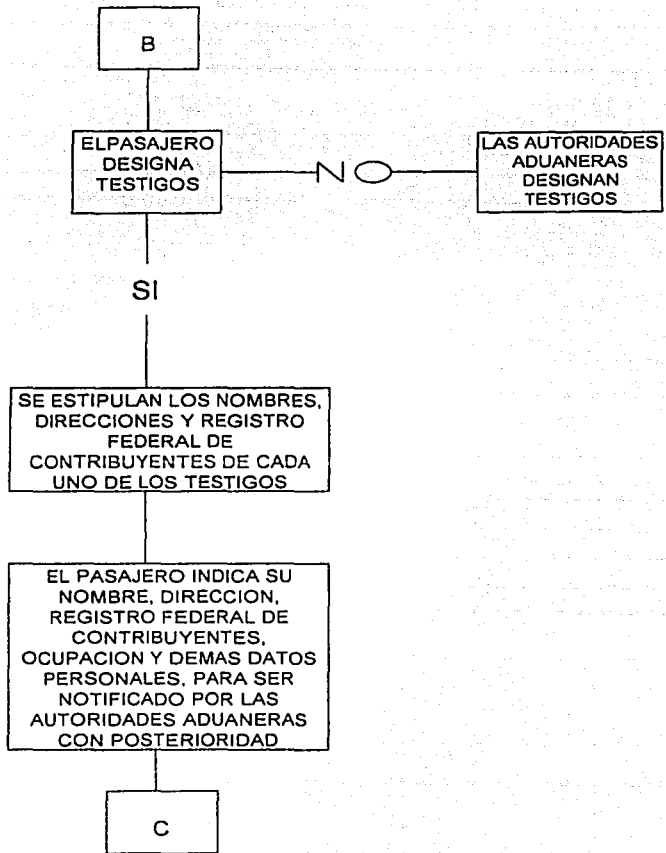 B
ELPASAJERO
DESIGNA
TESTIGOS
NO
LAS AUTORIDADES
ADUANERAS
DESIGNAN
TESTIGOS
SI
SE ESTIPULAN LOS NOMBRES,
DIRECCIONES Y REGISTRO
FEDERAL DE
CONTRIBUYENTES DE CADA
UNO DE LOS TESTIGOS
EL PASAJERO INDICA SU
NOMBRE, DIRECCION,
REGISTRO FEDERAL DE
CONTRIBUYENTES,
OCUPACION Y DEMAS DATOS
PERSONALES, PARA SER
NOTIFICADO POR LAS
AUTORIDADES ADUANERAS
CON POSTERIORIDAD
C